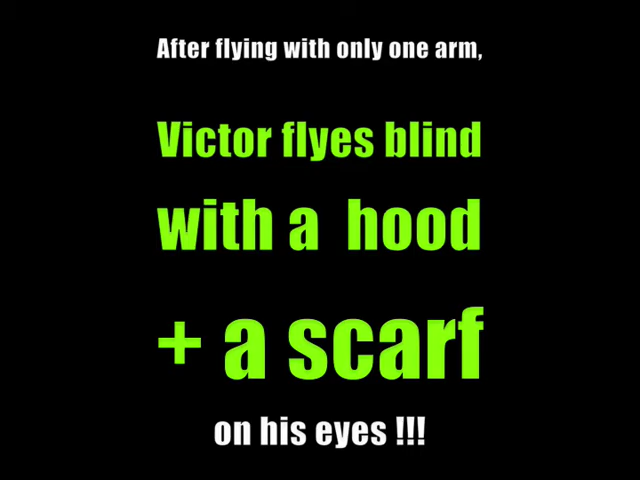 After flying with only one arm,
Victor flyes blind
with a hood
+ a scarf
on his eyes !!!